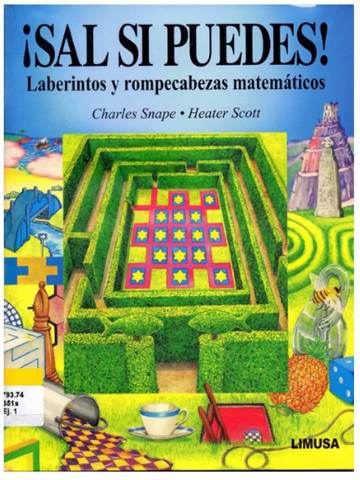 ¡SAL SI PUEDES!
Laberintos y rompecabezas matemáticos
Charles Snape • Heater Scott
793.74
S51s
Ej. 1
LIMUSA